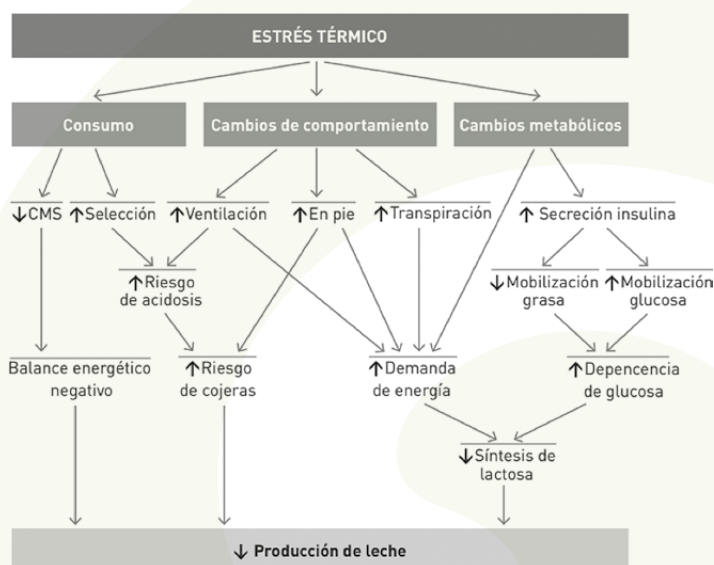 ESTRÉS TÉRMICO
Consumo
Cambios de comportamiento
Cambios metabólicos
↓CMS
↑Selección
↑Ventilación
↑En pie
↑Transpiración
↑ Secreción insulina
↑Riesgo
de acidosis
↓Mobilización
grasa
↑Mobilización
glucosa
Balance energético
negativo
↑Riesgo
de cojeras
↑Demanda
de energía
↑Depencencia
de glucosa
↓Síntesis de
lactosa
↓ Producción de leche